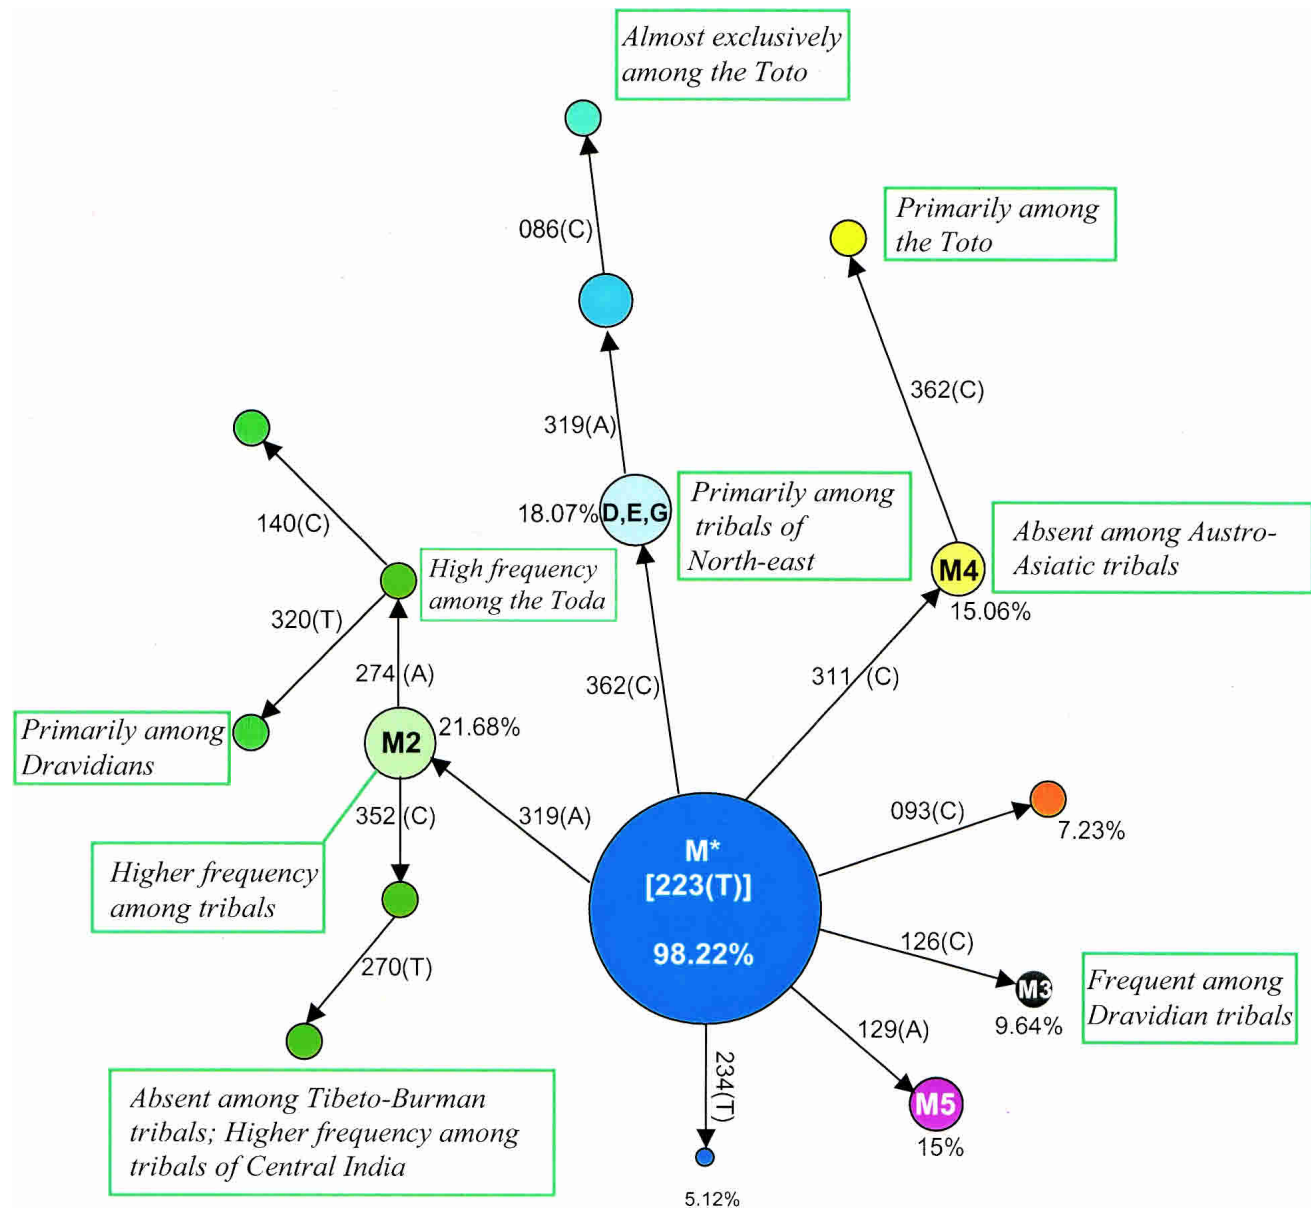 Almost exclusively
among the Toto
086(C)
Primarily among
the Toto
319(A)
362(C)
140(C)
18.07%
D,E,G
Primarily among
tribals of
North-east
Absent among Austro-
Asiatic tribals
M4
15.06%
High frequency
among the Toda
320(T)
274 (A)
362(C)
311 (C)
Primarily among
Dravidians
M2
21.68%
352 (C)
319(A)
Higher frequency
among tribals
270(T)
M*
[223(T)]
98.22%
093(C)
7.23%
126(C)
M3
9.64%
Frequent among
Dravidian tribals
129(A)
M5
15%
234(T)
5.12%
Absent among Tibeto-Burman
tribals; Higher frequency among
tribals of Central India